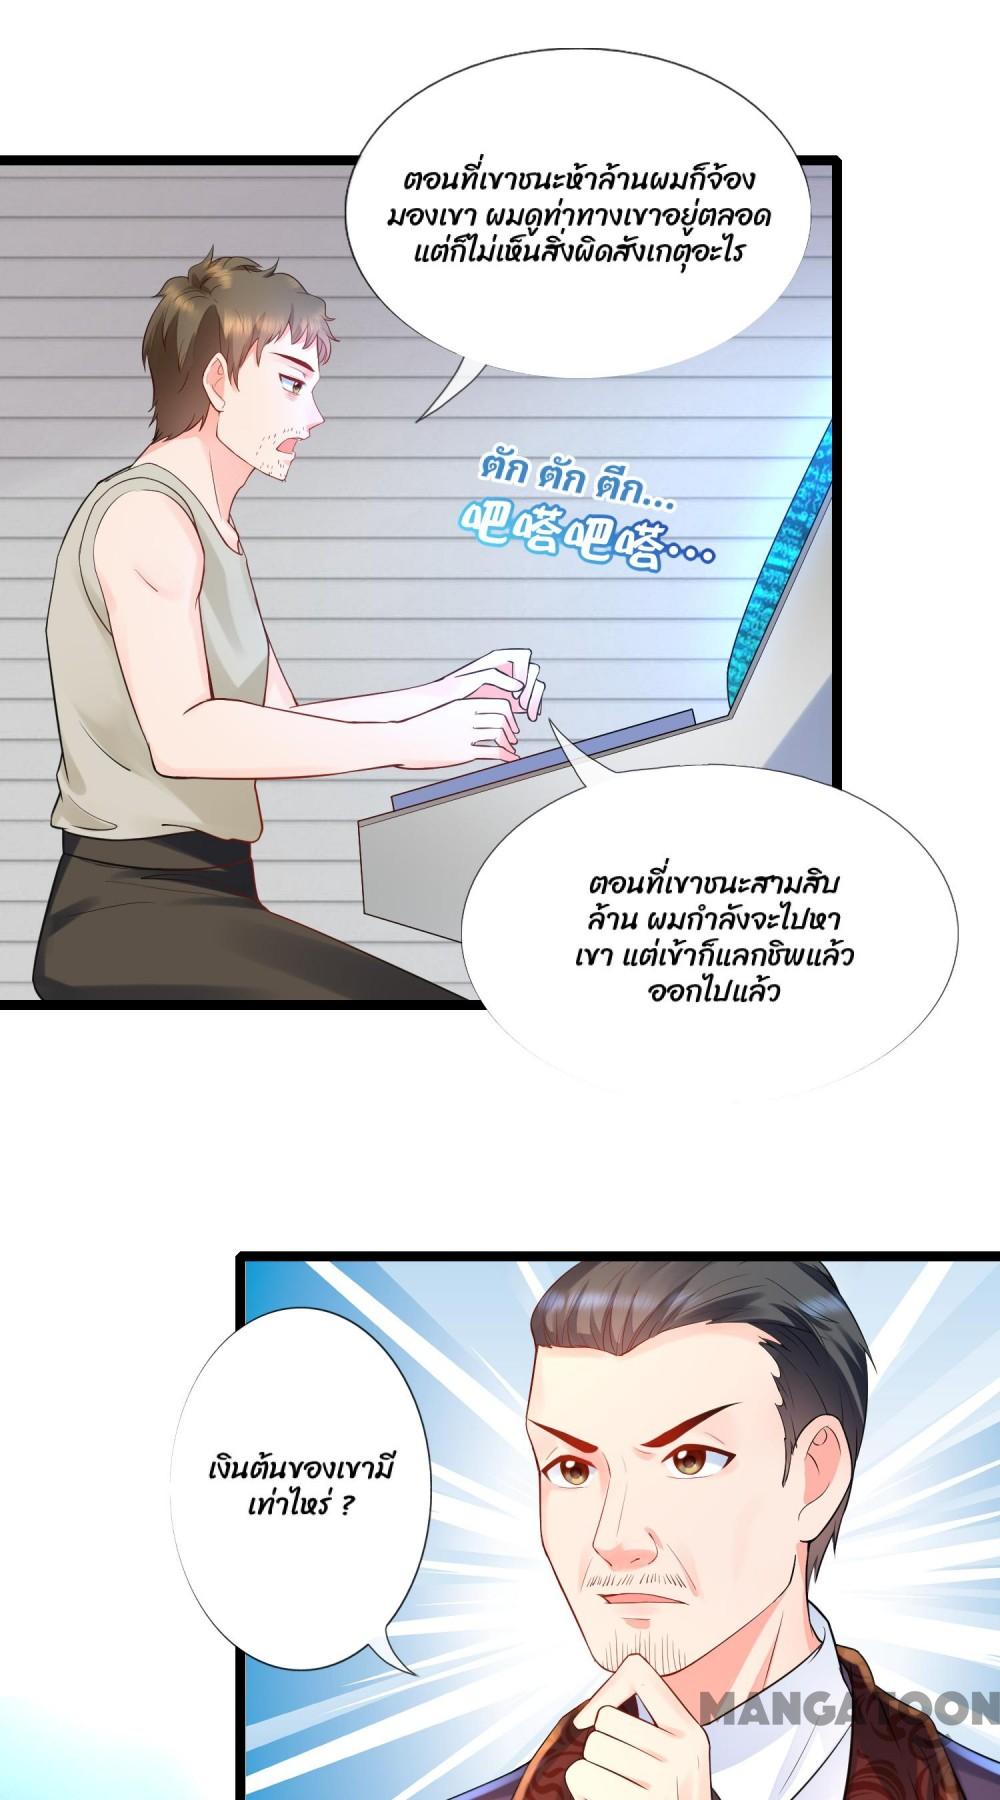 ตอนที่เขาชนะห้าล้านผมก็จ้อง
มองเขา ผมดูท่าทางเขาอยู่ตลอด
แต่ก็ไม่เห็นสิ่งผิดสังเกตุอะไร
ตัก ตัก ตีก...
吧嗒吧嗒...
ตอนที่เขาชนะสามสิบ
ล้าน ผมกำลังจะไปหา
เขา แต่เข้าก็แลกชิพแล้ว
ออกไปแล้ว
เงินต้นของเขามี
เท่าไหร่ ?
MANGATOON